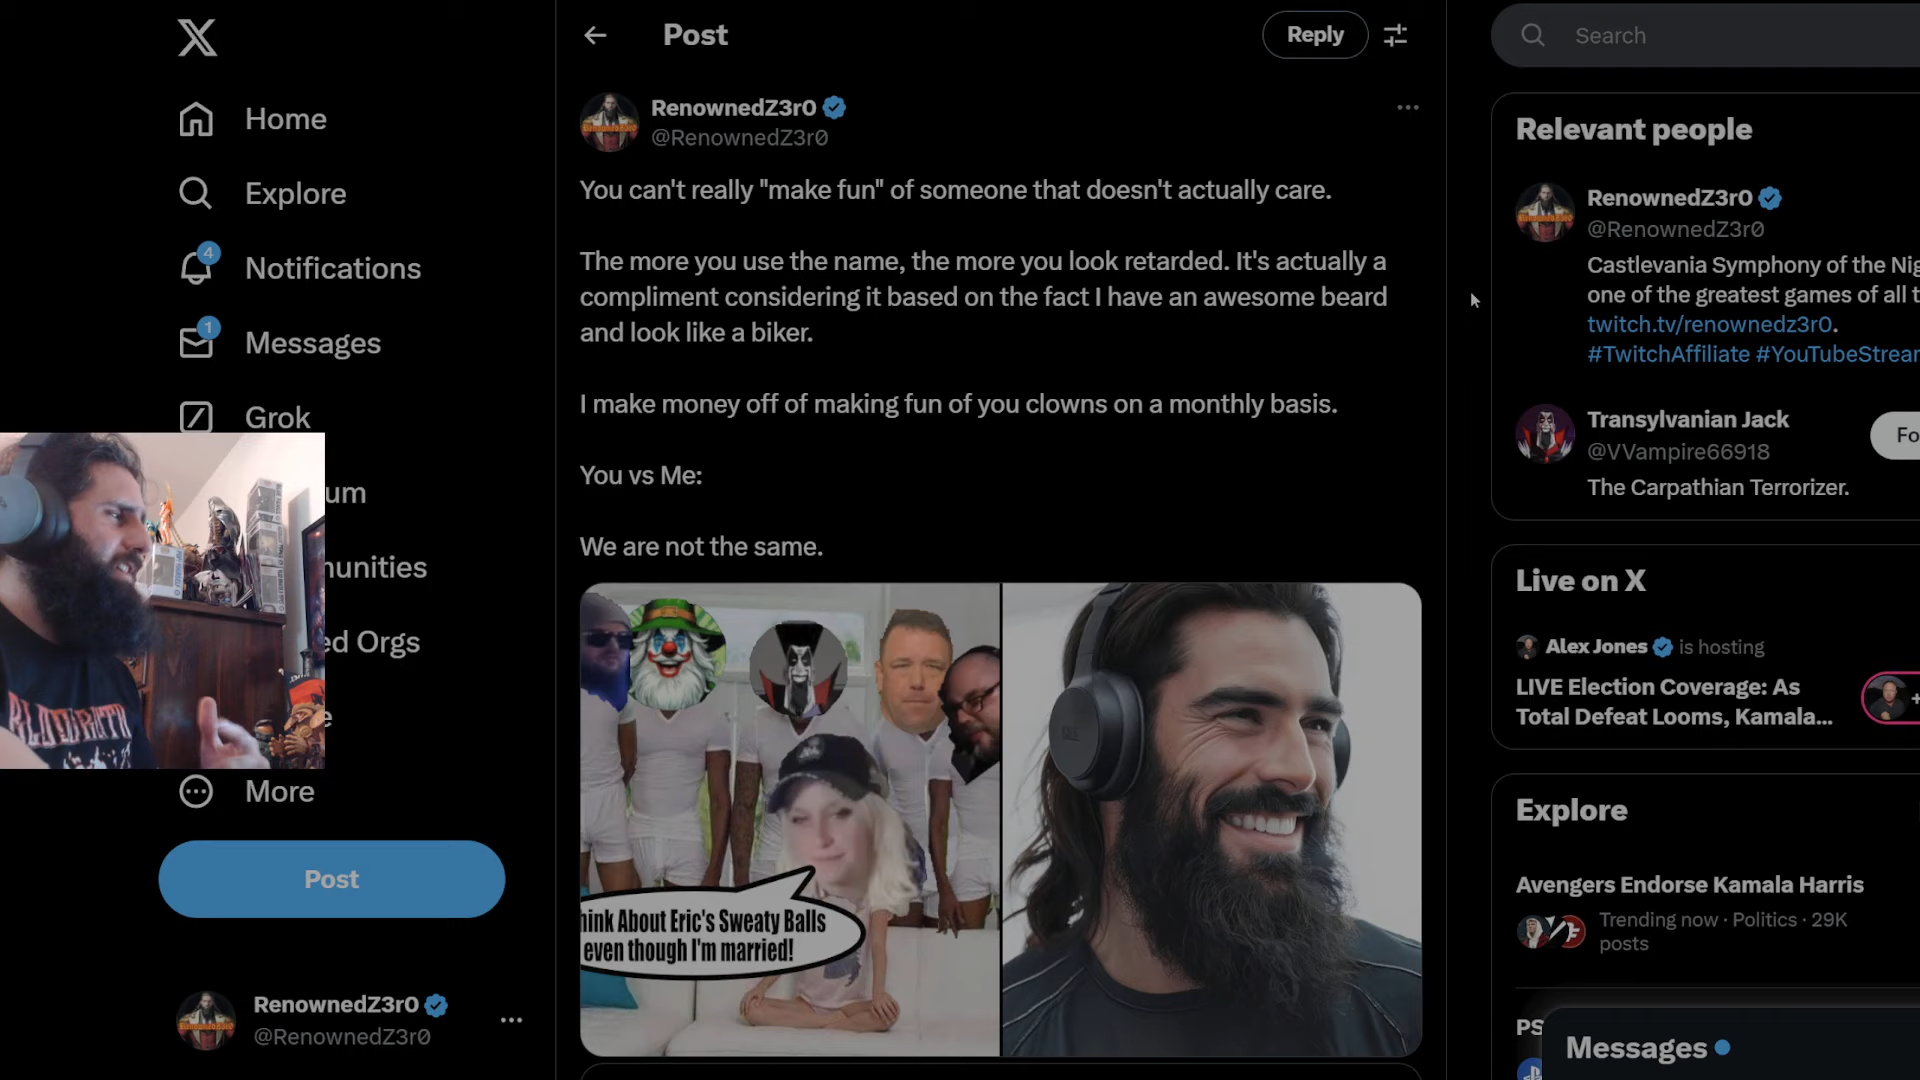 Home
Explore
4
Notifications
1
Messages
Grok
um
nunities
ed Orgs
e
More
Post
RenownedZ3r0
@RenownedZ3r0
Post
Reply
RenownedZ3r0
@RenownedZ3r0
You can't really "make fun" of someone that doesn't actually care.
The more you use the name, the more you look retarded. It's actually a
compliment considering it based on the fact I have an awesome beard
and look like a biker.
I make money off of making fun of you clowns on a monthly basis.
You vs Me:
We are not the same.
hink About Eric's Sweaty Balls
even though I'm married!
Search
Relevant people
RenownedZ3r0
@RenownedZ3r0
Castlevania Symphony of the Nig
one of the greatest games of all t
twitch.tv/renownedz3r0.
#TwitchAffiliate #YouTubeStrear
Transylvanian Jack
@VVampire66918
Fo
The Carpathian Terrorizer.
Live on X
Alex Jones is hosting
LIVE Election Coverage: As
Total Defeat Looms, Kamala...
+
Explore
Avengers Endorse Kamala Harris
Trending now · Politics · 29K
posts
PS
Messages